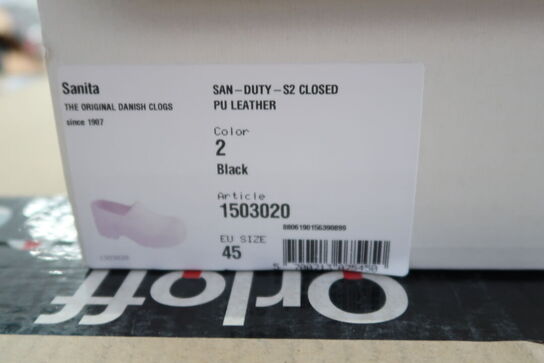 Sanita
THE ORIGINAL DANISH CLOGS
since 1907
SAN-DUTY-S2 CLOSED
PU LEATHER
Color
2
Black
Article
1503020
EU SIZE
45
orloff